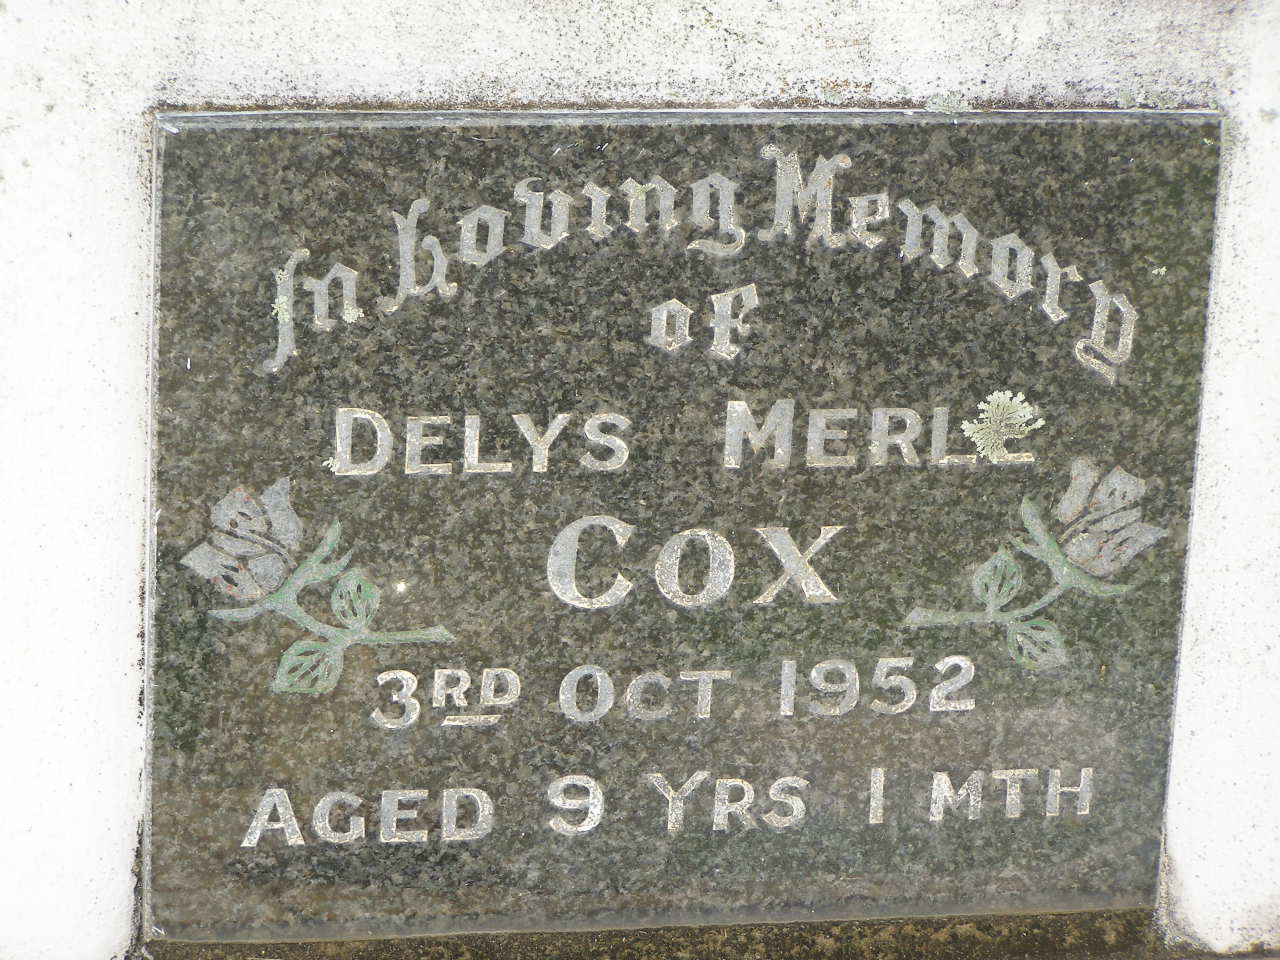 In Loving Memory
of
DELYS MERLE
COX
3RD OCT 1952
AGED 9 YRS 1 MTH